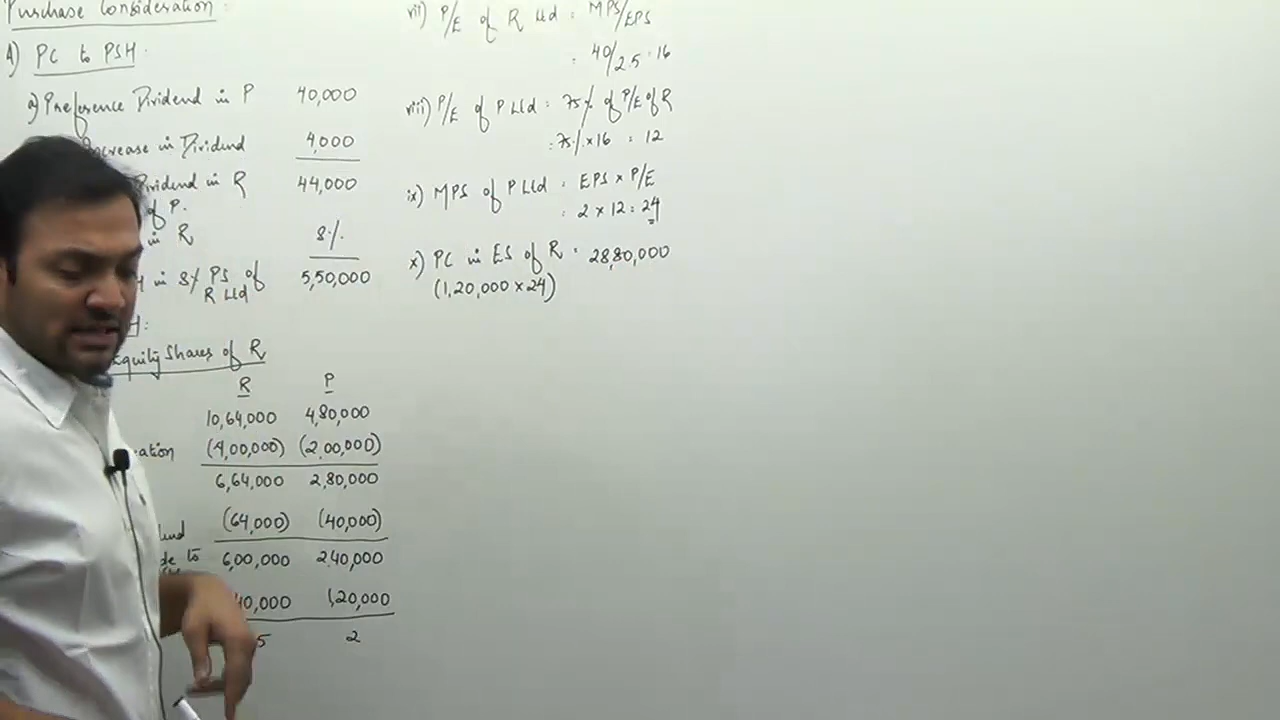 Purchase Consideration:
A) PC to PSH.
a) Preference Dividend in P 40,000
Increase in Dividend 4,000
Dividend in R 44,000
of P.
in R 8%
in 8% PS of 5,50,000
R Ltd
H:
Equity Shares of R
R P
10,64,000 4,80,000
(4,00,000) (2,00,000)
6,64,000 2,80,000
(64,000) (40,000)
to 6,00,000 2,40,000
40,000 1,20,000
5 2
vii) P/E of R Ltd = MPS/EPS
= 40/2.5 = 16
viii) P/E of P Ltd = 75% of P/E of R
= 75% × 16 = 12
ix) MPS of P Ltd = EPS × P/E
= 2 × 12 = 24
x) PC in ES of R = 28,80,000
(1,20,000 × 24)